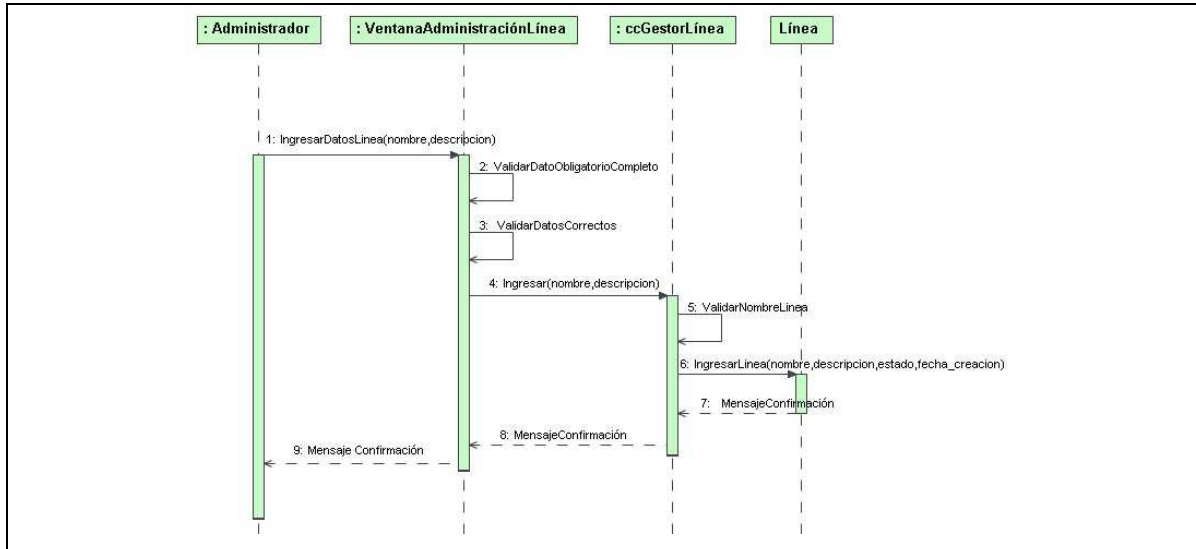 : Administrador
: VentanaAdministraciónLínea
: ccGestorLínea
Línea
1: IngresarDatosLinea(nombre,descripcion)
2: ValidarDatoObligatorioCompleto
3: ValidarDatosCorrectos
4: Ingresar(nombre,descripcion)
5: ValidarNombreLinea
6: IngresarLinea(nombre,descripcion,estado,fecha_creacion)
7: MensajeConfirmación
8: MensajeConfirmación
9: Mensaje Confirmación